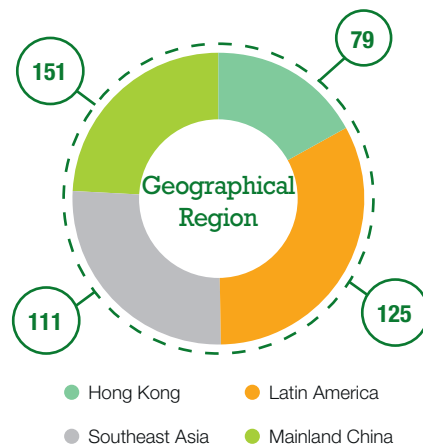 79
151
Geographical
Region
111
125
Hong Kong
Latin America
Southeast Asia
Mainland China